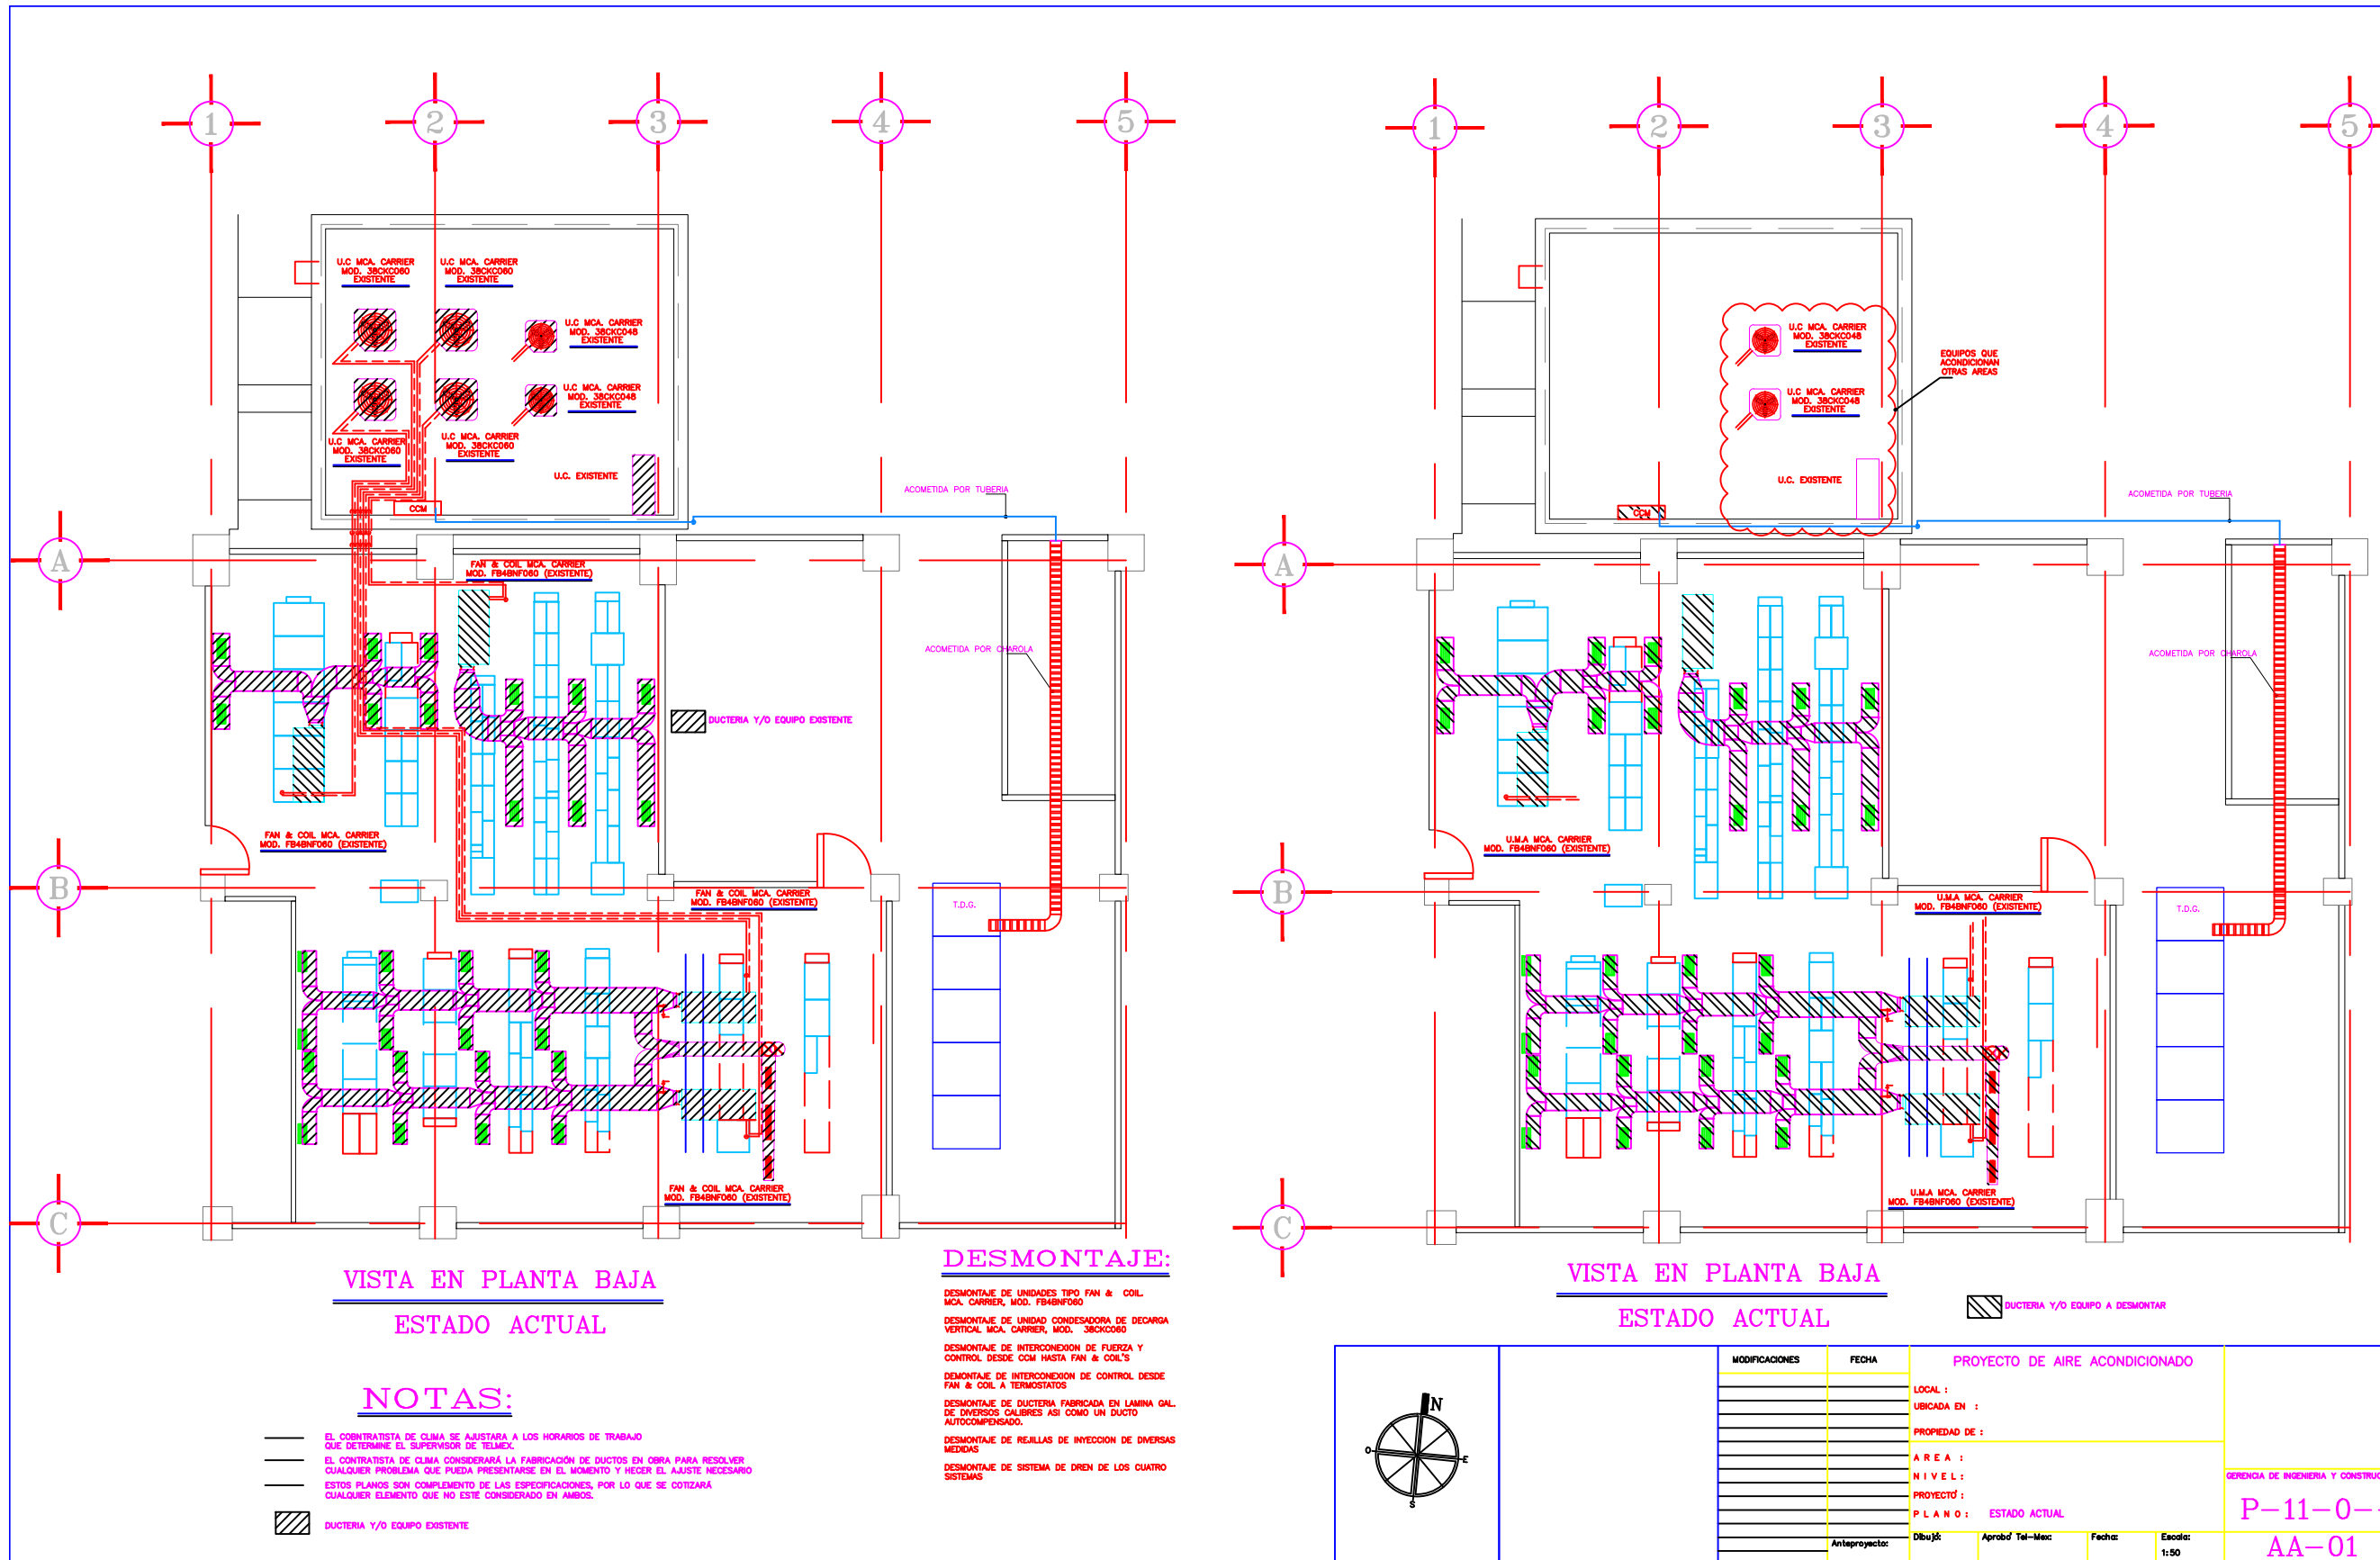 1
2
3
4
5
U.C MCA. CARRIER
MOD. 38CKC060
EXISTENTE
U.C MCA. CARRIER
MOD. 38CKC060
EXISTENTE
U.C MCA. CARRIER
MOD. 38CKC048
EXISTENTE
U.C MCA. CARRIER
MOD. 38CKC048
EXISTENTE
U.C MCA. CARRIER
MOD. 38CKC060
EXISTENTE
U.C MCA. CARRIER
MOD. 38CKC060
EXISTENTE
U.C. EXISTENTE
CCM
ACOMETIDA POR TUBERIA
A
FAN & COIL MCA. CARRIER
MOD. FB4BNF060 (EXISTENTE)
ACOMETIDA POR CHAROLA
DUCTERIA Y/O EQUIPO EXISTENTE
FAN & COIL MCA. CARRIER
MOD. FB4BNF060 (EXISTENTE)
B
FAN & COIL MCA. CARRIER
MOD. FB4BNF060 (EXISTENTE)
T.D.G.
FAN & COIL MCA. CARRIER
MOD. FB4BNF060 (EXISTENTE)
C
VISTA EN PLANTA BAJA
ESTADO ACTUAL
NOTAS:
EL COBNTRATISTA DE CLIMA SE AJUSTARA A LOS HORARIOS DE TRABAJO
QUE DETERMINE EL SUPERVISOR DE TELMEX.
EL CONTRATISTA DE CLIMA CONSIDERARÁ LA FABRICACIÓN DE DUCTOS EN OBRA PARA RESOLVER
CUALQUIER PROBLEMA QUE PUEDA PRESENTARSE EN EL MOMENTO Y HECER EL AJUSTE NECESARIO
ESTOS PLANOS SON COMPLEMENTO DE LAS ESPECIFICACIONES, POR LO QUE SE COTIZARÁ
CUALQUIER ELEMENTO QUE NO ESTÉ CONSIDERADO EN AMBOS.
DUCTERIA Y/O EQUIPO EXISTENTE
DESMONTAJE:
DESMONTAJE DE UNIDADES TIPO FAN & COIL.
MCA. CARRIER, MOD. FB4BNF060
DESMONTAJE DE UNIDAD CONDESADORA DE DECARGA
VERTICAL MCA. CARRIER, MOD. 38CKC060
DESMONTAJE DE INTERCONEXION DE FUERZA Y
CONTROL DESDE CCM HASTA FAN & COIL'S
DEMONTAJE DE INTERCONEXION DE CONTROL DESDE
FAN & COIL A TERMOSTATOS
DESMONTAJE DE DUCTERIA FABRICADA EN LAMINA GAL.
DE DIVERSOS CALIBRES ASI COMO UN DUCTO
AUTOCOMPENSADO.
DESMONTAJE DE REJILLAS DE INYECCION DE DIVERSAS
MEDIDAS
DESMONTAJE DE SISTEMA DE DREN DE LOS CUATRO
SISTEMAS
1
2
3
4
5
U.C MCA. CARRIER
MOD. 38CKC048
EXISTENTE
U.C MCA. CARRIER
MOD. 38CKC048
EXISTENTE
EQUIPOS QUE
ACONDICIONAN
OTRAS AREAS
U.C. EXISTENTE
CCM
ACOMETIDA POR TUBERIA
A
ACOMETIDA POR CHAROLA
U.M.A MCA. CARRIER
MOD. FB4BNF060 (EXISTENTE)
B
U.M.A MCA. CARRIER
MOD. FB4BNF060 (EXISTENTE)
T.D.G.
U.M.A MCA. CARRIER
MOD. FB4BNF060 (EXISTENTE)
C
VISTA EN PLANTA BAJA
ESTADO ACTUAL
DUCTERIA Y/O EQUIPO A DESMONTAR
N
O
E
S
MODIFICACIONES
FECHA
Anteproyecto:
PROYECTO DE AIRE ACONDICIONADO
LOCAL :
UBICADA EN :
PROPIEDAD DE :
A R E A :
N I V E L :
PROYECTO :
P L A N O : ESTADO ACTUAL
Dibujó:
Aprobó Tel-Mex:
Fecha:
Escala:
1:50
GERENCIA DE INGENIERIA Y CONSTRUC
P-11-0-
AA-01